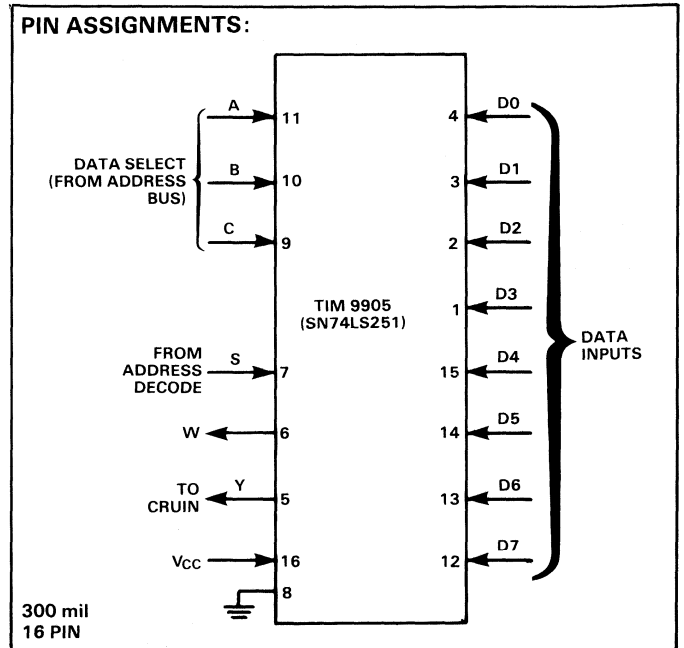 PIN ASSIGNMENTS:
A
11
DATA SELECT
(FROM ADDRESS
BUS)
B
10
C
9
TIM 9905
(SN74LS251)
FROM
ADDRESS
DECODE
S
7
W
6
TO
CRUIN
Y
5
VCC
16
8
4
D0
3
D1
2
D2
1
D3
15
D4
14
D5
13
D6
12
D7
DATA
INPUTS
300 mil
16 PIN